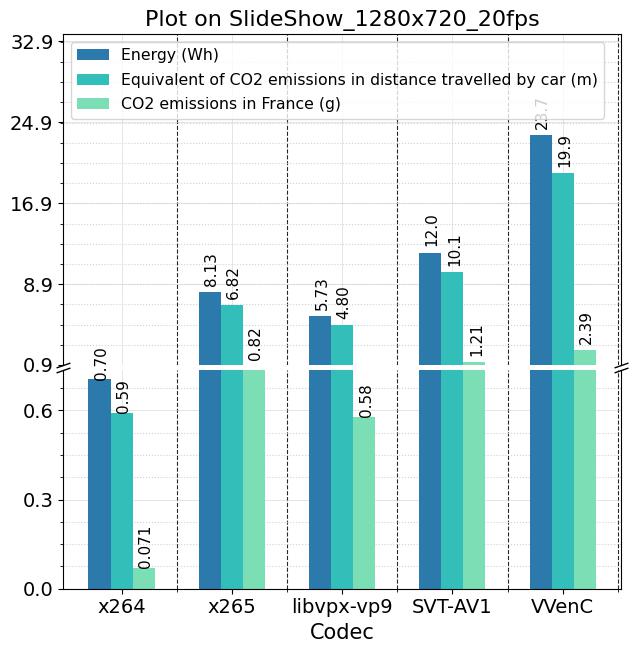 Plot on SlideShow_1280x720_20fps
32.9
24.9
16.9
8.9
0.9
0.6
0.3
0.0
Energy (Wh)
Equivalent of CO2 emissions in distance travelled by car (m)
CO2 emissions in France (g)
0.70
0.59
0.071
8.13
6.82
0.82
5.73
4.80
0.58
12.0
10.1
1.21
23.7
19.9
2.39
x264
x265
libvpx-vp9
SVT-AV1
VVenC
Codec